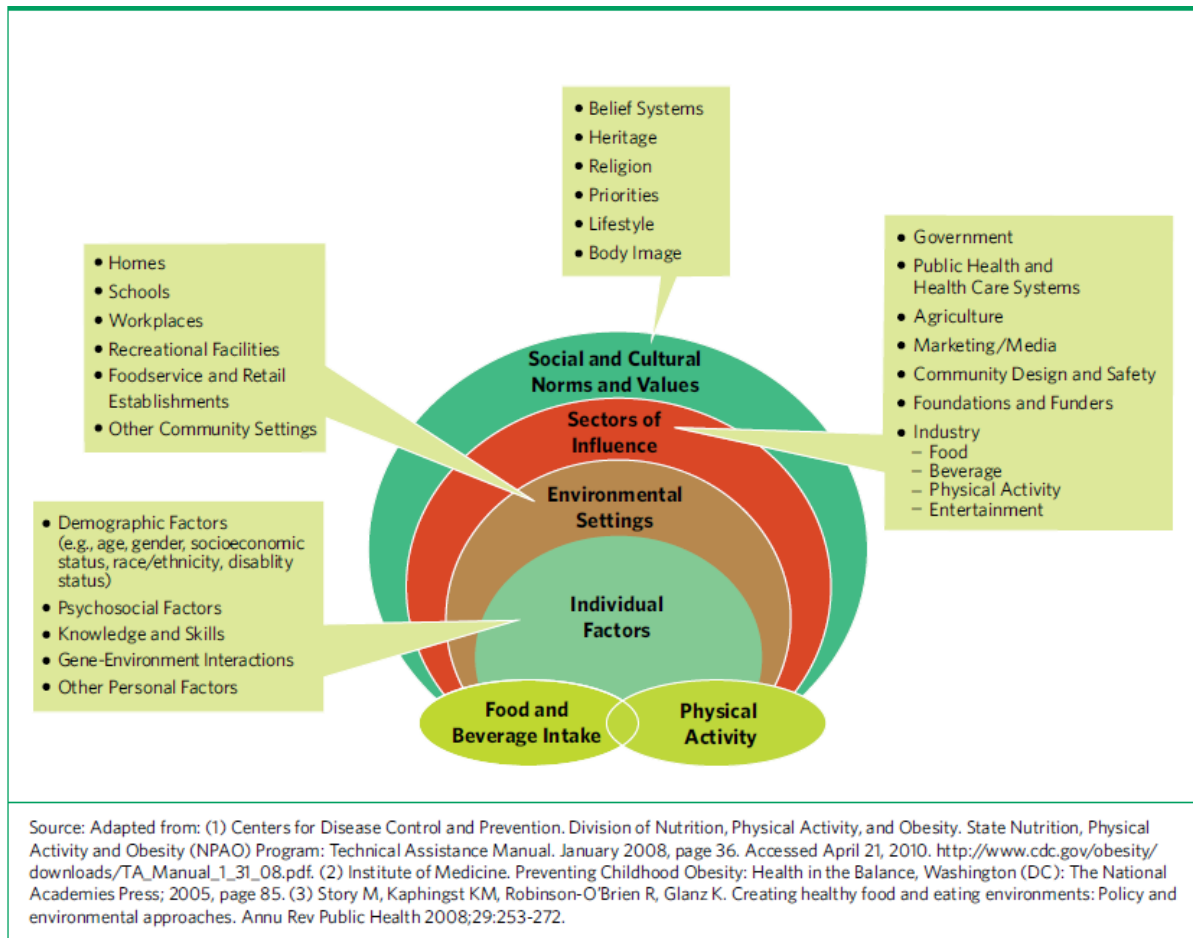 • Belief Systems
• Heritage
• Religion
• Priorities
• Lifestyle
• Body Image
• Homes
• Schools
• Workplaces
• Recreational Facilities
• Foodservice and Retail
Establishments
• Other Community Settings
• Government
• Public Health and
Health Care Systems
• Agriculture
• Marketing/Media
• Community Design and Safety
• Foundations and Funders
• Industry
– Food
– Beverage
– Physical Activity
– Entertainment
Social and Cultural
Norms and Values
Sectors of
Influence
Environmental
Settings
Individual
Factors
• Demographic Factors
(e.g., age, gender, socioeconomic
status, race/ethnicity, disablity
status)
• Psychosocial Factors
• Knowledge and Skills
• Gene-Environment Interactions
• Other Personal Factors
Food and
Beverage Intake
Physical
Activity
Source: Adapted from: (1) Centers for Disease Control and Prevention. Division of Nutrition, Physical Activity, and Obesity. State Nutrition, Physical
Activity and Obesity (NPAO) Program: Technical Assistance Manual. January 2008, page 36. Accessed April 21, 2010. http://www.cdc.gov/obesity/
downloads/TA_Manual_1_31_08.pdf. (2) Institute of Medicine. Preventing Childhood Obesity: Health in the Balance, Washington (DC): The National
Academies Press; 2005, page 85. (3) Story M, Kaphingst KM, Robinson-O'Brien R, Glanz K. Creating healthy food and eating environments: Policy and
environmental approaches. Annu Rev Public Health 2008;29:253-272.